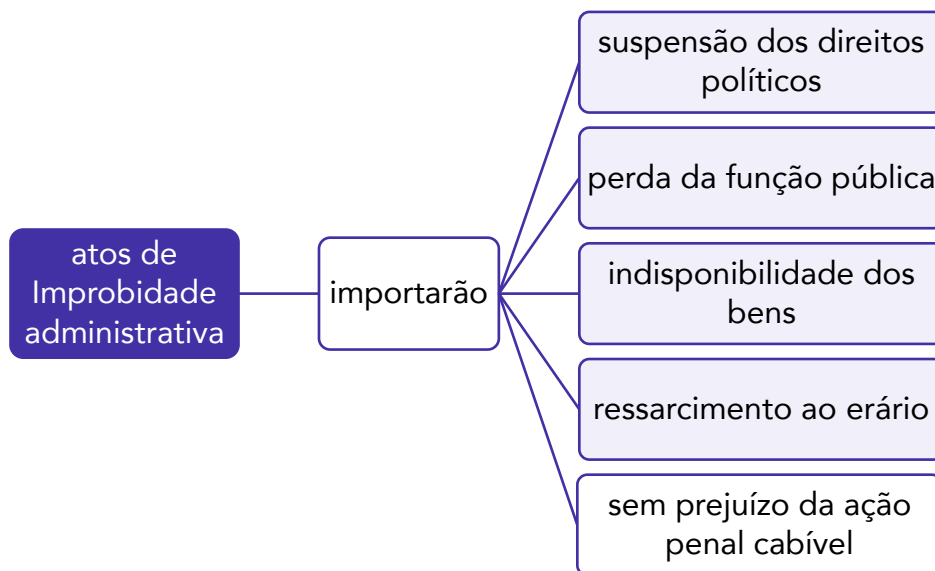 atos de
Improbidade
administrativa
importarão
suspensão dos direitos
políticos
perda da função pública
indisponibilidade dos
bens
ressarcimento ao erário
sem prejuízo da ação
penal cabível